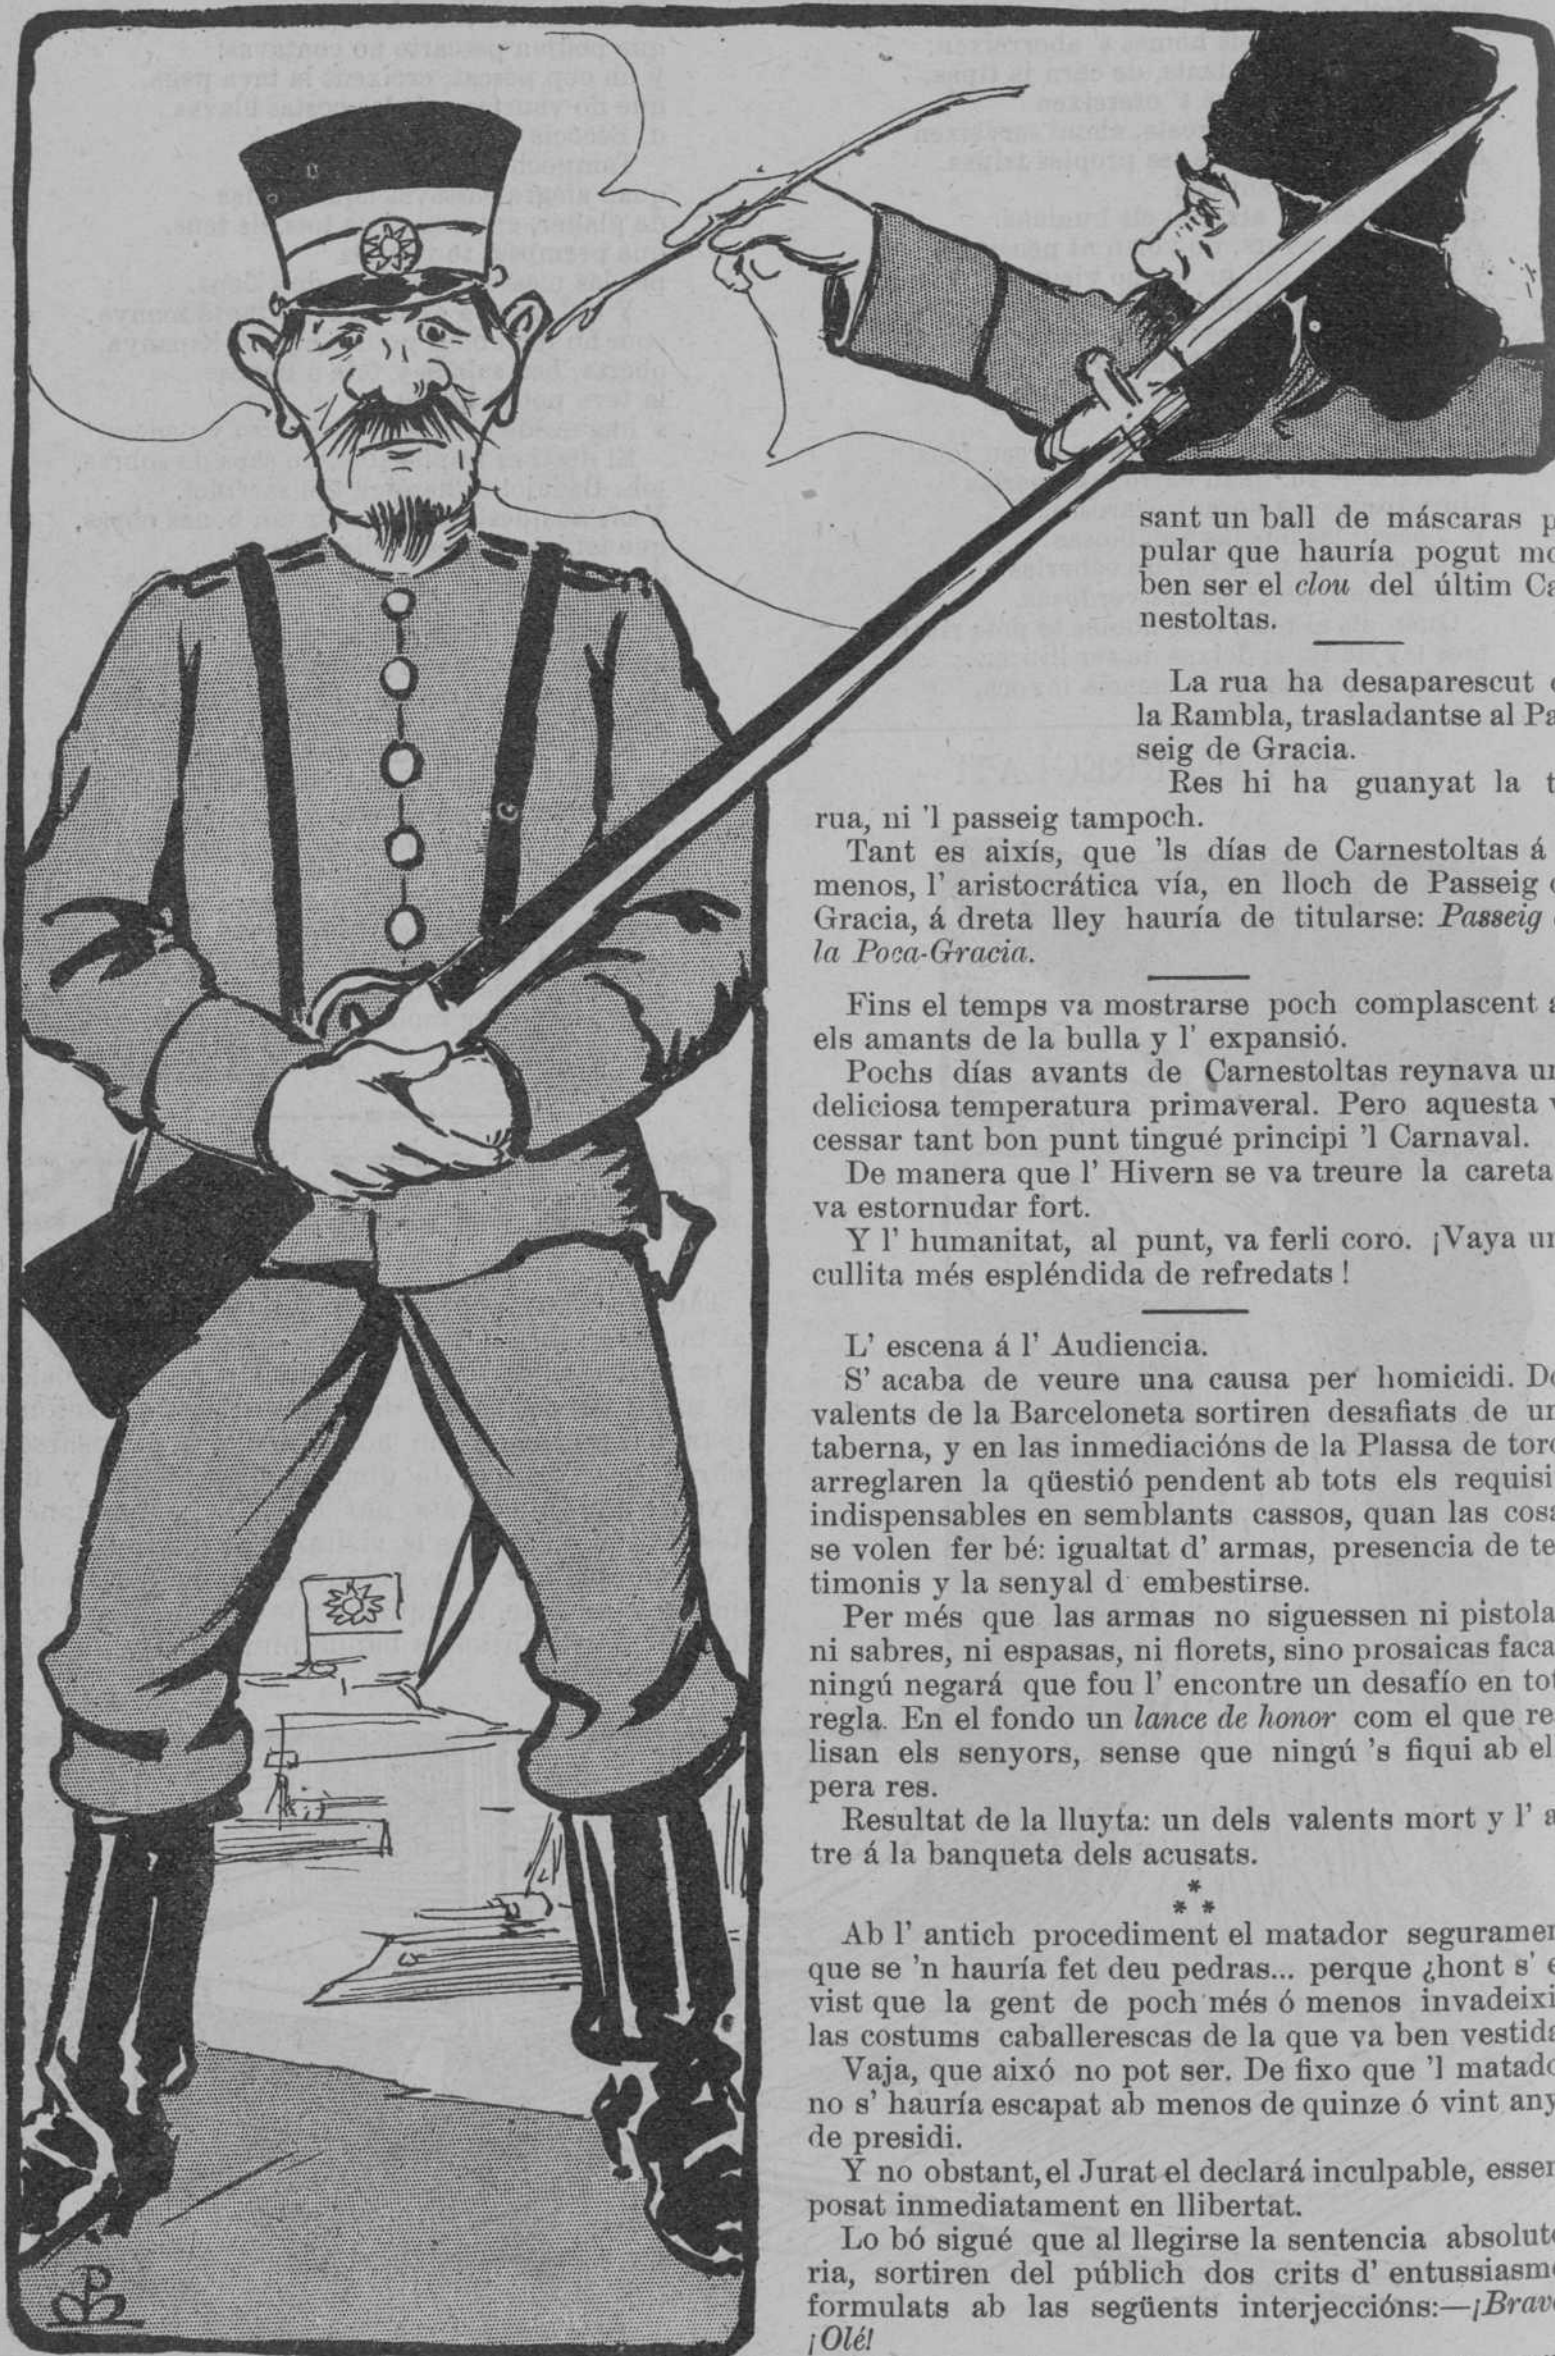 sant un ball de máscaras p
pular que hauría pogut mo
ben ser el clou del últim Ca
nestoltas.
La rua ha desaparescut
la Rambla, trasladantse al Pa
seig de Gracia.
Res hi ha guanyat la t
rua, ni 'l passeig tampoch.
Tant es aixís, que 'ls días de Carnestoltas á
menos, l' aristocrática vía, en lloch de Passeig
Gracia, á dreta lley hauría de titularse: Passeig
la Poca-Gracia.
Fins el temps va mostrarse poch complascent
els amants de la bulla y l' expansió.
Pochs días avants de Carnestoltas reynava un
deliciosa temperatura primaveral. Pero aquesta v
cessar tant bon punt tingué principi 'l Carnaval.
De manera que l' Hivern se va treure la careta
va estornudar fort.
Y l' humanitat, al punt, va ferli coro. ¡Vaya un
cullita més espléndida de refredats!
L' escena á l' Audiencia.
S' acaba de veure una causa per homicidi. Do
valents de la Barceloneta sortiren desafiats de un
taberna, y en las inmediacións de la Plassa de toro
arreglaren la qüestió pendent ab tots els requisi
indispensables en semblants cassos, quan las cosa
se volen fer bé: igualtat d' armas, presencia de te
timonis y la senyal d embestirse.
Per més que las armas no siguessen ni pistola
ni sabres, ni espasas, ni florets, sino prosaicas faca
ningú negará que fou l' encontre un desafío en tot
regla. En el fondo un lance de honor com el que re
lisan els senyors, sense que ningú 's fiqui ab el
pera res.
Resultat de la lluyta: un dels valents mort y l' a
tre á la banqueta dels acusats.
*
* *
Ab l' antich procediment el matador seguramen
que se 'n hauría fet deu pedras... perque ¿hont s'
vist que la gent de poch més ó menos invadeixi
las costums caballerescas de la que va ben vestida
Vaja, que aixó no pot ser. De fixo que 'l matado
no s' hauría escapat ab menos de quinze ó vint any
de presidi.
Y no obstant, el Jurat el declará inculpable, essen
posat inmediatament en llibertat.
Lo bó sigué que al llegirse la sentencia absoluto
ria, sortiren del públich dos crits d' entussiasme
formulats ab las següents interjeccións:—¡Brav
¡Olé!